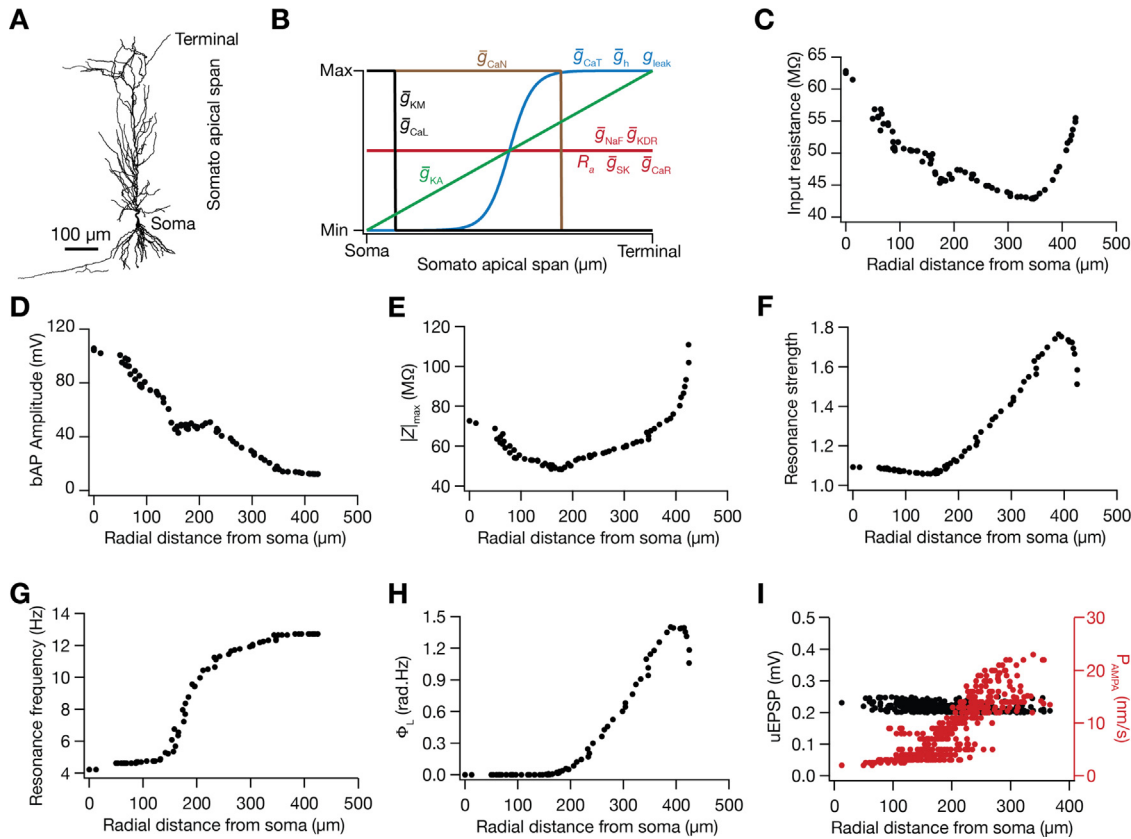 A
Terminal
Somato apical span
Soma
100 μm
B
Max
Min
ḡCaN
ḡCaT ḡh gleak
ḡKM
ḡCaL
ḡNaF ḡKDR
Ra ḡSK ḡCaR
ḡKA
Soma
Terminal
Somato apical span (μm)
C
Input resistance (MΩ)
65
60
55
50
45
40
0 100 200 300 400 500
Radial distance from soma (μm)
D
bAP Amplitude (mV)
120
80
40
0
0 100 200 300 400 500
Radial distance from soma (μm)
E
|Z|max (MΩ)
120
100
80
60
40
0 100 200 300 400 500
Radial distance from soma (μm)
F
Resonance strength
1.8
1.6
1.4
1.2
1.0
0 100 200 300 400 500
Radial distance from soma (μm)
G
Resonance frequency (Hz)
14
12
10
8
6
4
0 100 200 300 400 500
Radial distance from soma (μm)
H
ΦL (rad.Hz)
1.5
1.2
0.9
0.6
0.3
0.0
0 100 200 300 400 500
Radial distance from soma (μm)
I
uEPSP (mV)
0.5
0.4
0.3
0.2
0.1
0.0
30
20
10
0
PAMPA (nm/s)
0 100 200 300 400
Radial distance from soma (μm)